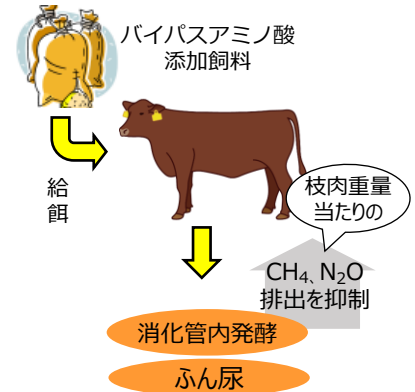 バイパスアミノ酸
添加飼料
給
餌
枝肉重量
当たりの
CH₄、N₂O
排出を抑制
消化管内発酵
ふん尿